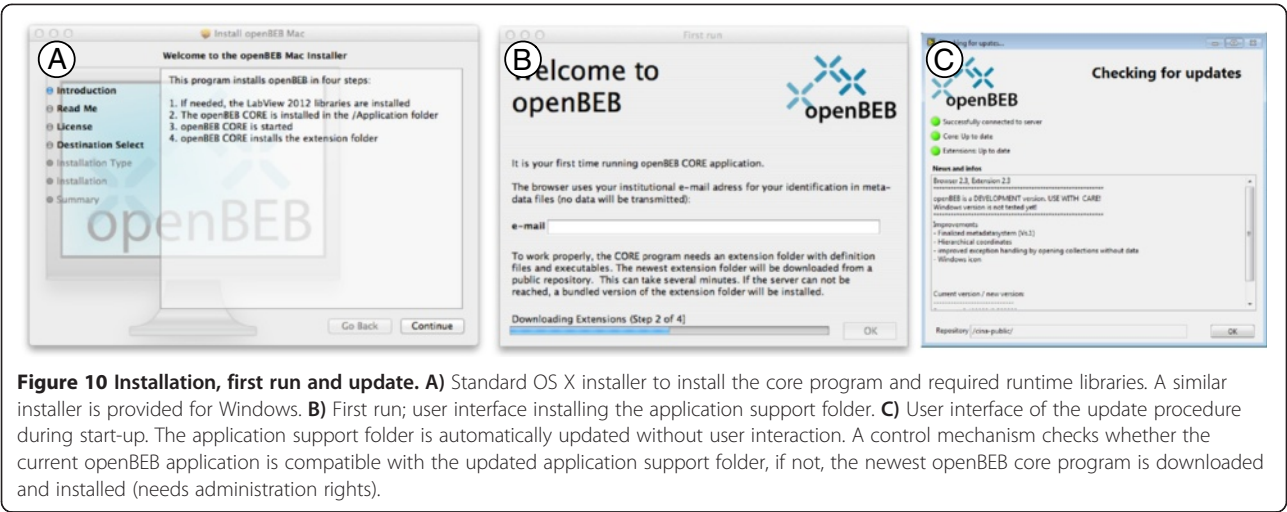 A
Install openBEB Mac
Welcome to the openBEB Mac Installer
Introduction
Read Me
License
Destination Select
Installation Type
Installation
Summary
This program installs openBEB in four steps:
1. If needed, the LabView 2012 libraries are installed
2. The openBEB CORE is installed in the /Application folder
3. openBEB CORE is started
4. openBEB CORE installs the extension folder
openBEB
Go Back
Continue
B
First run
Welcome to
openBEB
openBEB
It is your first time running openBEB CORE application.
The browser uses your institutional e-mail adress for your identification in meta-
data files (no data will be transmitted):
e-mail
To work properly, the CORE program needs an extension folder with definition
files and executables. The newest extension folder will be downloaded from a
public repository. This can take several minutes. If the server can not be
reached, a bundled version of the extension folder will be installed.
Downloading Extensions (Step 2 of 4)
OK
C
for upates...
Checking for updates
openBEB
Successfully connected to server
Core: Up to date
Extensions: Up to date
News and infos
Browser 2.3, Extension 2.3
openBEB is a DEVELOPMENT version. USE WITH CARE!
Windows version is not tested yet!
Improvements
- Finalized metadatasystem (Vs.1)
- Hierarchical coordinates
- improved exception handling by opening collections without data
- Windows icon
Current version / new version:
Repository /cina-public/
OK
Figure 10 Installation, first run and update. A) Standard OS X installer to install the core program and required runtime libraries. A similar
installer is provided for Windows. B) First run; user interface installing the application support folder. C) User interface of the update procedure
during start-up. The application support folder is automatically updated without user interaction. A control mechanism checks whether the
current openBEB application is compatible with the updated application support folder, if not, the newest openBEB core program is downloaded
and installed (needs administration rights).